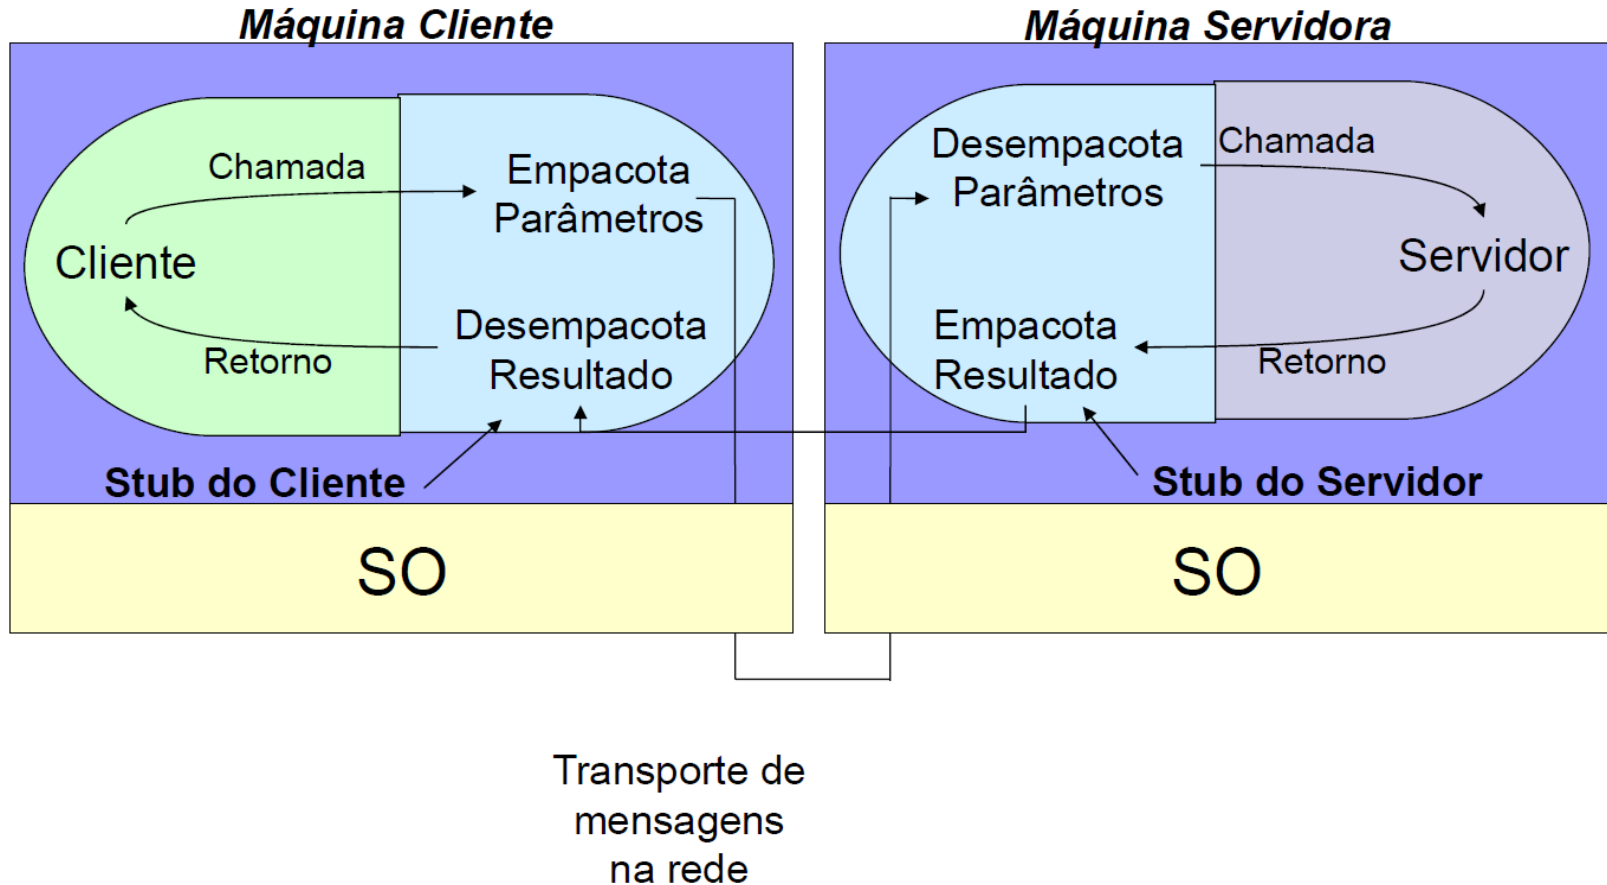 Máquina Cliente
Chamada
Empacota
Parâmetros
Cliente
Desempacota
Resultado
Retorno
Stub do Cliente
SO
Máquina Servidora
Desempacota
Parâmetros
Chamada
Servidor
Empacota
Resultado
Retorno
Stub do Servidor
SO
Transporte de
mensagens
na rede